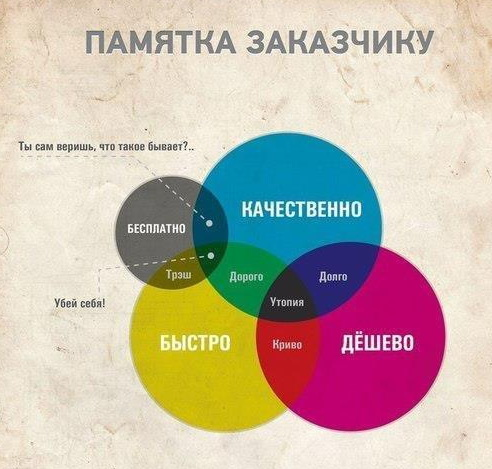 ПАМЯТКА ЗАКАЗЧИКУ
Ты сам веришь, что такое бывает?..
КАЧЕСТВЕННО
БЕСПЛАТНО
Трэш
Дорого
Долго
Убей себя!
Утопия
БЫСТРО
Криво
ДЁШЕВО